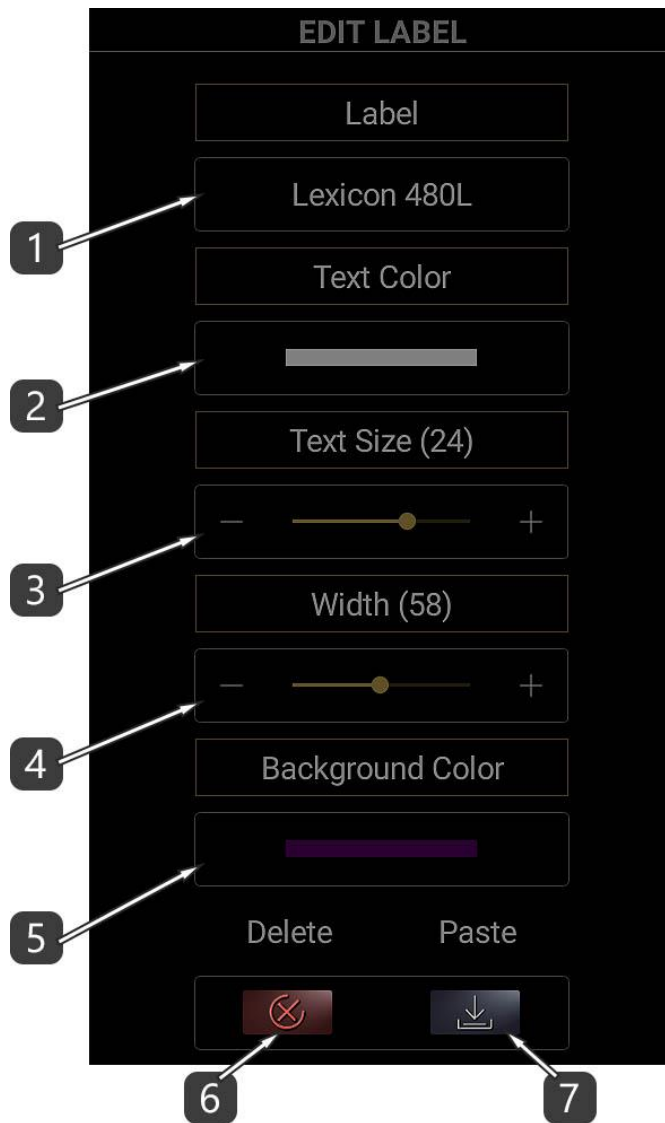 EDIT LABEL
Label
Lexicon 480L
1
Text Color
2
Text Size (24)
3
Width (58)
4
Background Color
5
Delete Paste
6 7